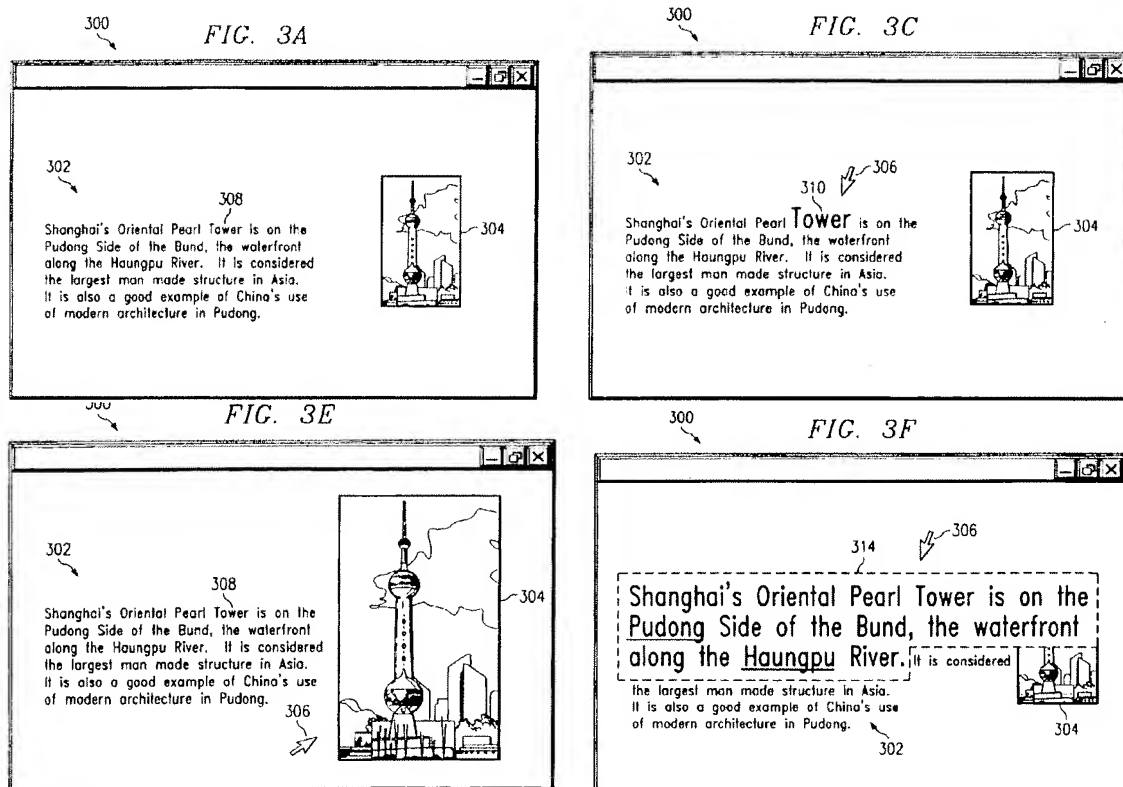 300
FIG. 3A
302
308
Shanghai's Oriental Pearl Tower is on the
Pudong Side of the Bund, the waterfront
along the Haungpu River. It is considered
the largest man made structure in Asia.
It is also a good example of China's use
of modern architecture in Pudong.
304
300
FIG. 3C
302
310
306
Shanghai's Oriental Pearl Tower is on the
Pudong Side of the Bund, the waterfront
along the Haungpu River. It is considered
the largest man made structure in Asia.
It is also a good example of China's use
of modern architecture in Pudong.
304
FIG. 3E
302
308
Shanghai's Oriental Pearl Tower is on the
Pudong Side of the Bund, the waterfront
along the Haungpu River. It is considered
the largest man made structure in Asia.
It is also a good example of China's use
of modern architecture in Pudong.
306
304
300
FIG. 3F
306
314
Shanghai's Oriental Pearl Tower is on the
Pudong Side of the Bund, the waterfront
along the Haungpu River. It is considered
the largest man made structure in Asia.
It is also a good example of China's use
of modern architecture in Pudong.
302
304